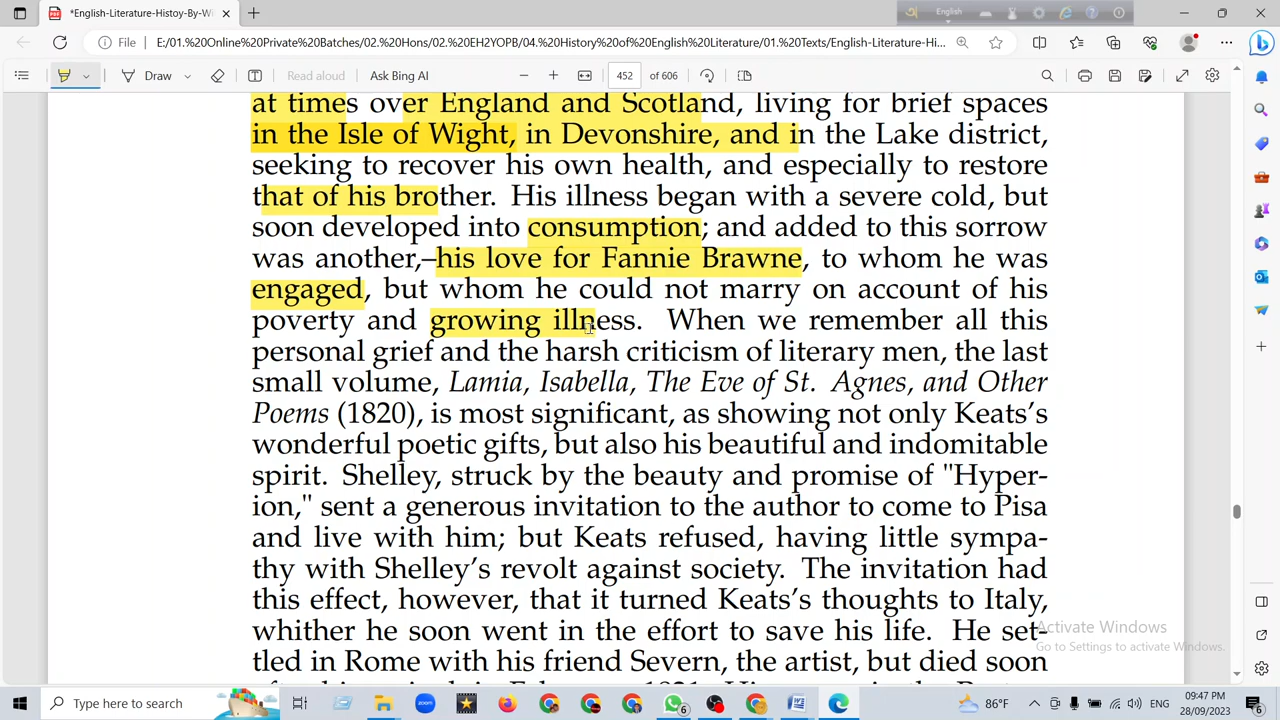 *English-Literature-Histoy-By-Wi
English
File
E:/01.%20Online%20Private%20Batches/02.%20Hons/02.%20EH2YOPB/04.%20History%20of%20English%20Literature/01.%20Texts/English-Literature-Hi...
Draw
Read aloud
Ask Bing AI
452
of 606
at times over England and Scotland, living for brief spaces
in the Isle of Wight, in Devonshire, and in the Lake district,
seeking to recover his own health, and especially to restore
that of his brother. His illness began with a severe cold, but
soon developed into consumption; and added to this sorrow
was another,–his love for Fannie Brawne, to whom he was
engaged, but whom he could not marry on account of his
poverty and growing illness. When we remember all this
personal grief and the harsh criticism of literary men, the last
small volume, Lamia, Isabella, The Eve of St. Agnes, and Other
Poems (1820), is most significant, as showing not only Keats's
wonderful poetic gifts, but also his beautiful and indomitable
spirit. Shelley, struck by the beauty and promise of "Hyper-
ion," sent a generous invitation to the author to come to Pisa
and live with him; but Keats refused, having little sympa-
thy with Shelley's revolt against society. The invitation had
this effect, however, that it turned Keats's thoughts to Italy,
whither he soon went in the effort to save his life. He set-
tled in Rome with his friend Severn, the artist, but died soon
Activate Windows
Go to Settings to activate Windows.
Type here to search
zoom
6
86°F
ENG
09:47 PM
28/09/2023
6